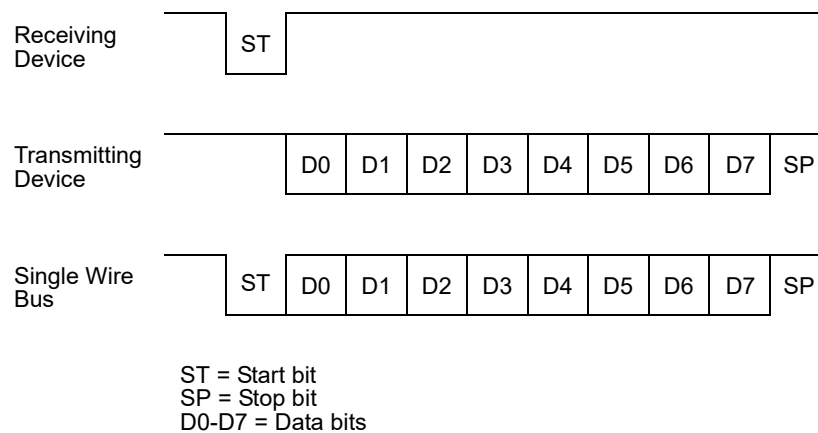 Receiving
Device
ST
Transmitting
Device
D0 D1 D2 D3 D4 D5 D6 D7 SP
Single Wire
Bus
ST D0 D1 D2 D3 D4 D5 D6 D7 SP
ST = Start bit
SP = Stop bit
D0-D7 = Data bits